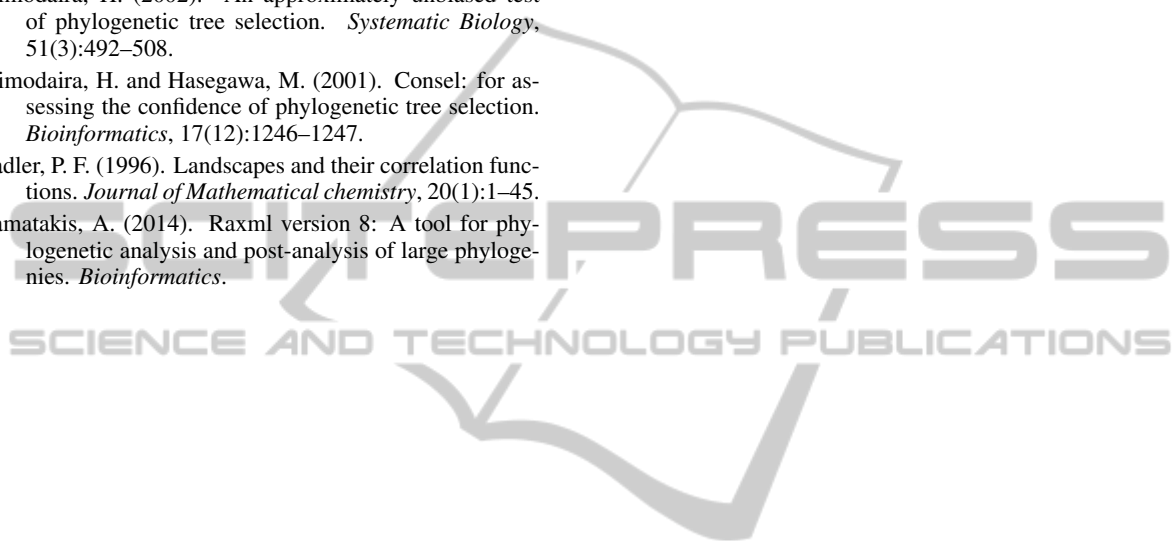 imodaira, H. (2002). An approximately unbiased test
of phylogenetic tree selection. Systematic Biology,
51(3):492–508.
imodaira, H. and Hasegawa, M. (2001). Consel: for as-
sessing the confidence of phylogenetic tree selection.
Bioinformatics, 17(12):1246–1247.
adler, P. F. (1996). Landscapes and their correlation func-
tions. Journal of Mathematical chemistry, 20(1):1–45.
amatakis, A. (2014). Raxml version 8: A tool for phy-
logenetic analysis and post-analysis of large phyloge-
nies. Bioinformatics.
SCITEPRESS
SCIENCE AND TECHNOLOGY PUBLICATIONS